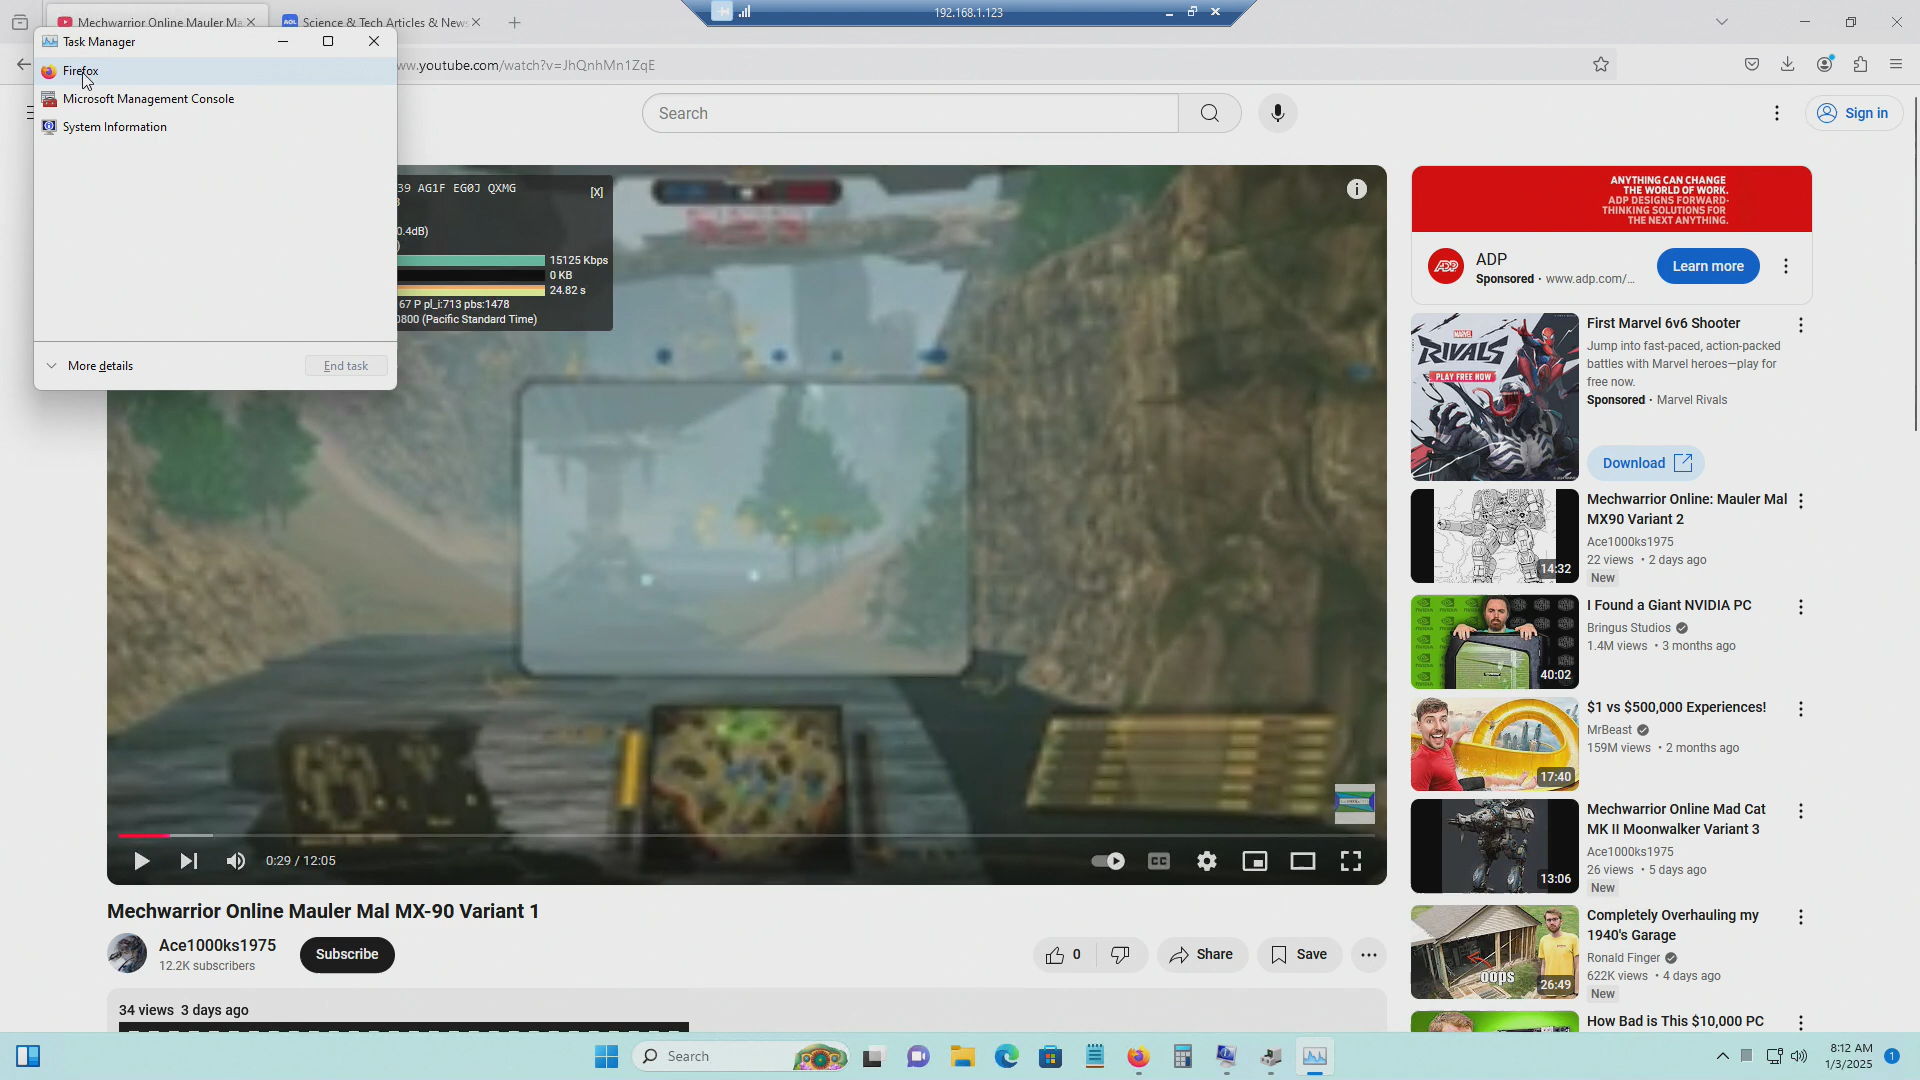 Mechwarrior Online Mauler Ma
AOL
Science & Tech Articles & News
192.168.1.123
Task Manager
Firefox
Microsoft Management Console
System Information
More details
End task
ww.youtube.com/watch?v=JhQnhMn1ZqE
Search
Sign in
39 AG1F EG0J QXMG
[X]
0.4dB)
15125 Kbps
0 KB
24.82 s
67 P pl_i:713 pbs:1478
0800 (Pacific Standard Time)
0:29 / 12:05
CC
Mechwarrior Online Mauler Mal MX-90 Variant 1
Ace1000ks1975
12.2K subscribers
Subscribe
0
Share
Save
34 views 3 days ago
ANYTHING CAN CHANGE
THE WORLD OF WORK.
ADP DESIGNS FORWARD-
THINKING SOLUTIONS FOR
THE NEXT ANYTHING.
ADP
ADP
Sponsored · www.adp.com/...
Learn more
MARVEL
RIVALS
PLAY FREE NOW
First Marvel 6v6 Shooter
Jump into fast-paced, action-packed
battles with Marvel heroes—play for
free now.
Sponsored · Marvel Rivals
Download
14:32
Mechwarrior Online: Mauler Mal
MX90 Variant 2
Ace1000ks1975
22 views • 2 days ago
New
40:02
I Found a Giant NVIDIA PC
Bringus Studios
1.4M views • 3 months ago
17:40
$1 vs $500,000 Experiences!
MrBeast
159M views • 2 months ago
13:06
Mechwarrior Online Mad Cat
MK II Moonwalker Variant 3
Ace1000ks1975
26 views • 5 days ago
New
oops
26:49
Completely Overhauling my
1940's Garage
Ronald Finger
622K views • 4 days ago
New
How Bad is This $10,000 PC
Search
8:12 AM
1/3/2025
1